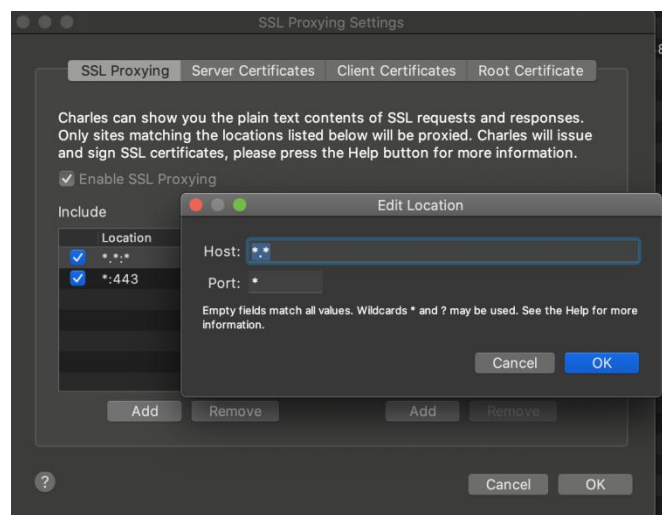 SSL Proxying Settings
SSL Proxying Server Certificates Client Certificates Root Certificate
Charles can show you the plain text contents of SSL requests and responses.
Only sites matching the locations listed below will be proxied. Charles will issue
and sign SSL certificates, please press the Help button for more information.
Enable SSL Proxying
Include
Location
*.*:*
*:443
Edit Location
Host: *.*
Port: *
Empty fields match all values. Wildcards * and ? may be used. See the Help for more
information.
Cancel OK
Add Remove Add Remove
? Cancel OK